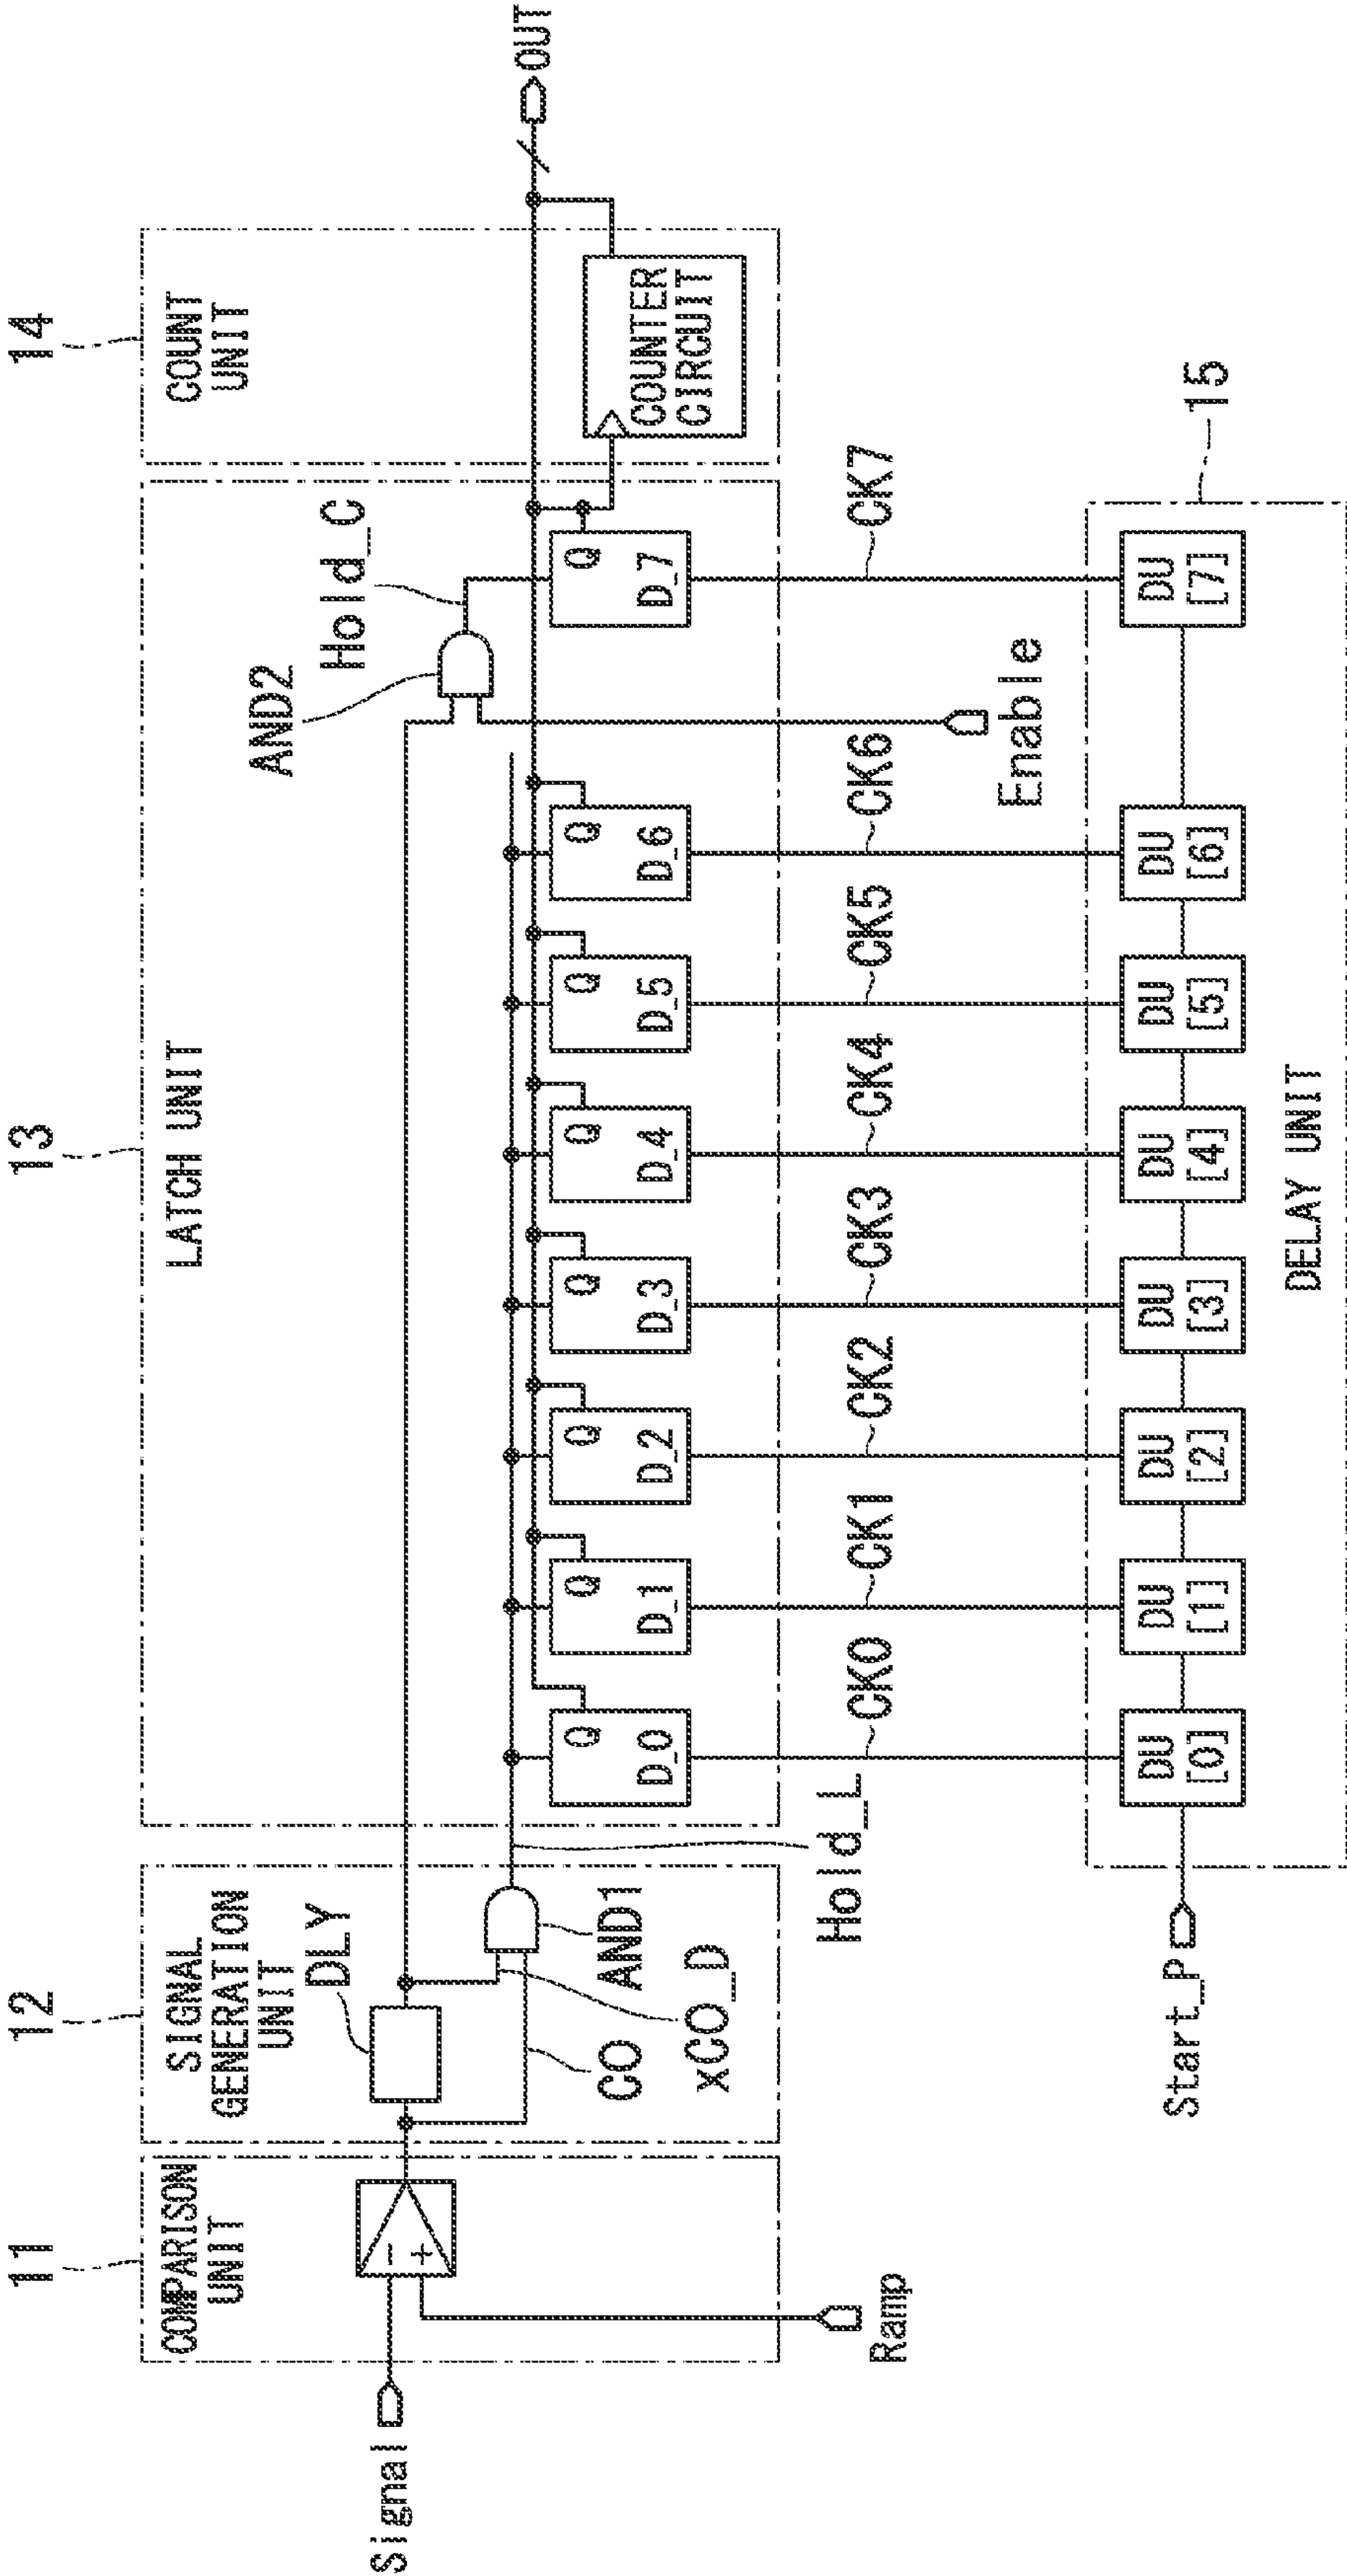 11
12
13
14
COMPARISON
UNIT
SIGNAL
GENERATION
UNIT
LATCH UNIT
COUNT
UNIT
DLY
AND2
Hold_C
Signal
OUT
Q
D_0
Q
D_1
Q
D_2
Q
D_3
Q
D_4
Q
D_5
Q
D_6
Q
D_7
COUNTER
CIRCUIT
CO
AND1
xCO_D
Ramp
Hold_L
CK0
CK1
CK2
CK3
CK4
CK5
CK6
CK7
Enable
15
Start_P
DU
[0]
DU
[1]
DU
[2]
DU
[3]
DU
[4]
DU
[5]
DU
[6]
DU
[7]
DELAY UNIT